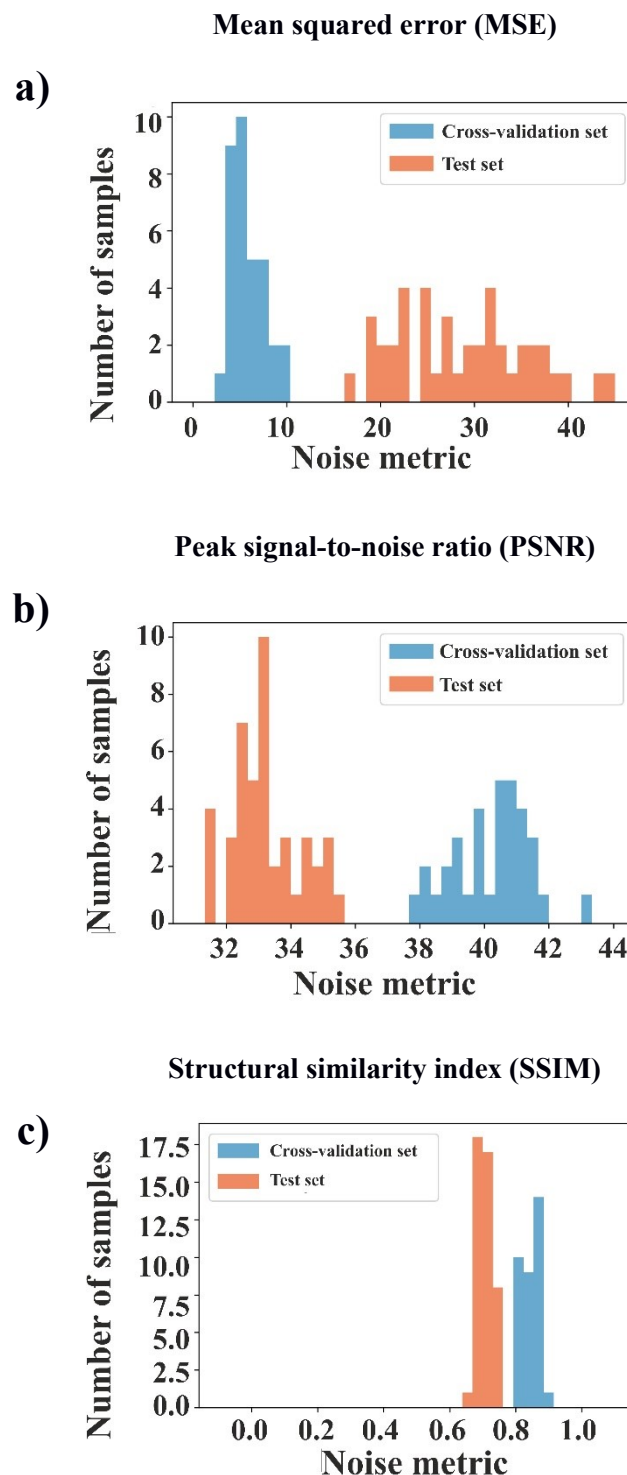 Mean squared error (MSE)
a)
Number of samples
10
8
6
4
2
0
Cross-validation set
Test set
0 10 20 30 40
Noise metric
Peak signal-to-noise ratio (PSNR)
b)
Number of samples
10
8
6
4
2
0
Cross-validation set
Test set
32 34 36 38 40 42 44
Noise metric
Structural similarity index (SSIM)
c)
Number of samples
17.5
15.0
12.5
10.0
7.5
5.0
2.5
0.0
Cross-validation set
Test set
0.0 0.2 0.4 0.6 0.8 1.0
Noise metric